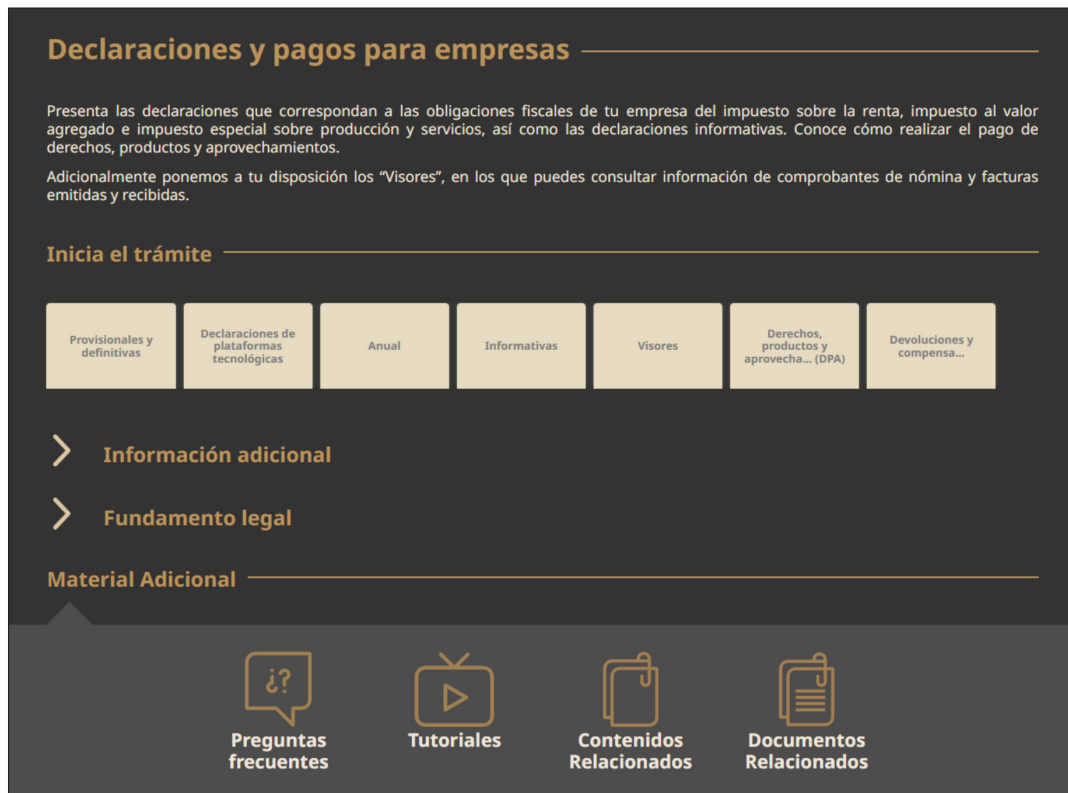 Declaraciones y pagos para empresas
Presenta las declaraciones que correspondan a las obligaciones fiscales de tu empresa del impuesto sobre la renta, impuesto al valor
agregado e impuesto especial sobre producción y servicios, así como las declaraciones informativas. Conoce cómo realizar el pago de
derechos, productos y aprovechamientos.
Adicionalmente ponemos a tu disposición los “Visores”, en los que puedes consultar información de comprobantes de nómina y facturas
emitidas y recibidas.
Inicia el trámite
Provisionales y
definitivas
Declaraciones de
plataformas
tecnológicas
Anual
Informativas
Visores
Derechos,
productos y
aprovecha... (DPA)
Devoluciones y
compensa...
Información adicional
Fundamento legal
Material Adicional
¿?
Preguntas
frecuentes
Tutoriales
Contenidos
Relacionados
Documentos
Relacionados